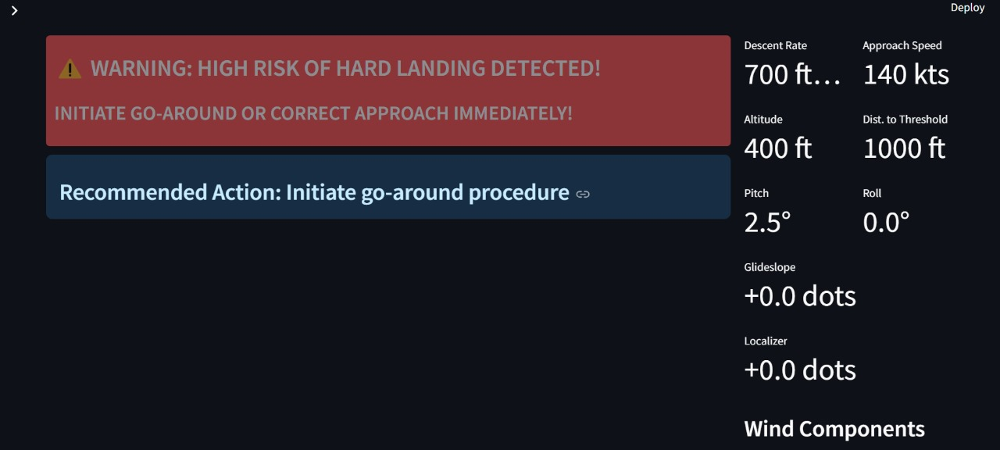 Deploy
⚠️ WARNING: HIGH RISK OF HARD LANDING DETECTED!
INITIATE GO-AROUND OR CORRECT APPROACH IMMEDIATELY!
Recommended Action: Initiate go-around procedure
Descent Rate
700 ft…
Approach Speed
140 kts
Altitude
400 ft
Dist. to Threshold
1000 ft
Pitch
2.5°
Roll
0.0°
Glideslope
+0.0 dots
Localizer
+0.0 dots
Wind Components